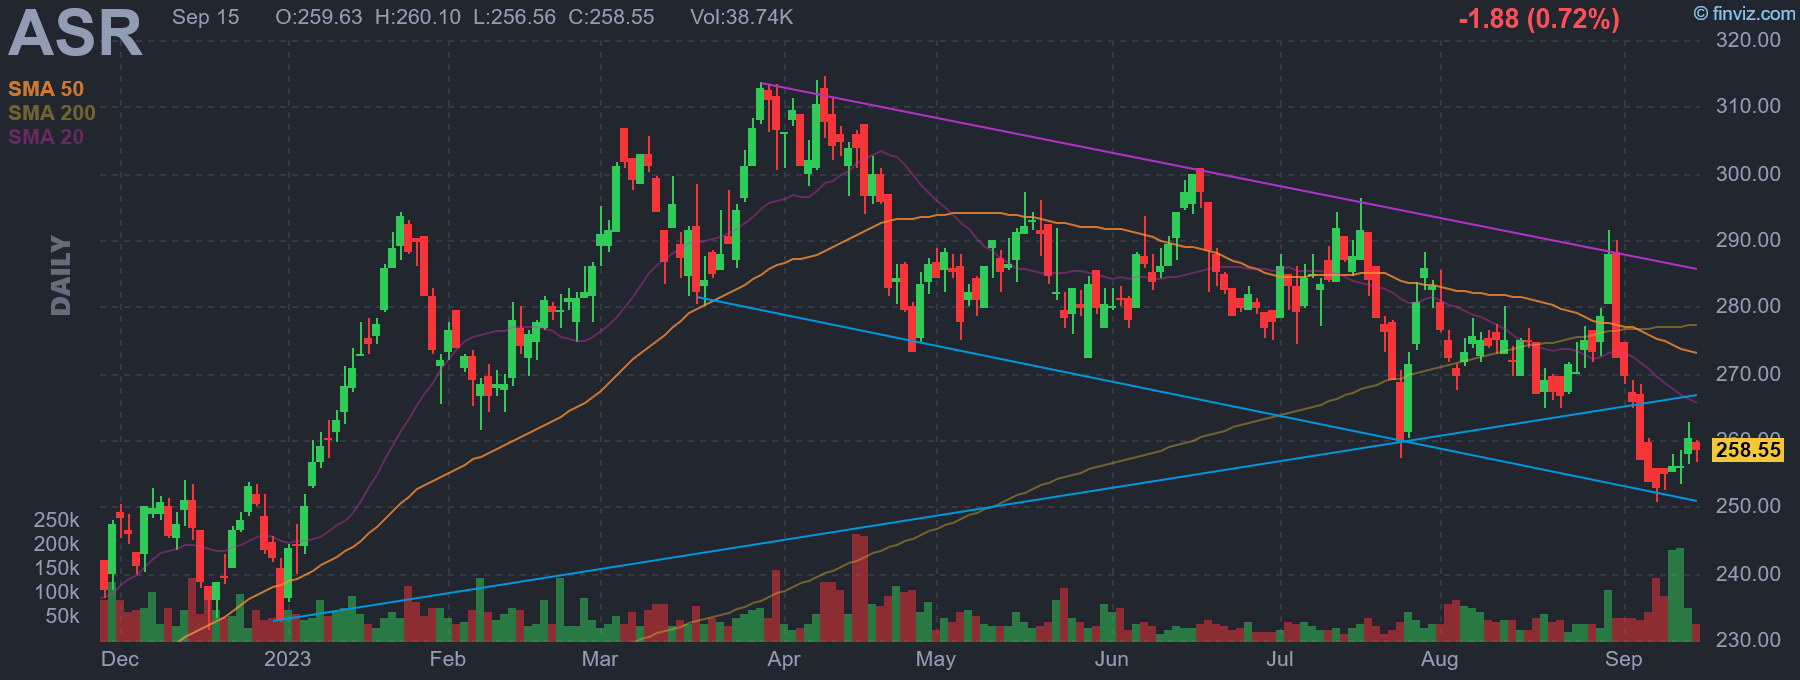 ASR Sep 15 O:259.63 H:260.10 L:256.56 C:258.55 Vol:38.74K -1.88 (0.72%) © finviz.com
SMA 50
SMA 200
SMA 20
DAILY
320.00
310.00
300.00
290.00
280.00
270.00
260.00
258.55
250.00
240.00
230.00
250k
200k
150k
100k
50k
Dec 2023 Feb Mar Apr May Jun Jul Aug Sep